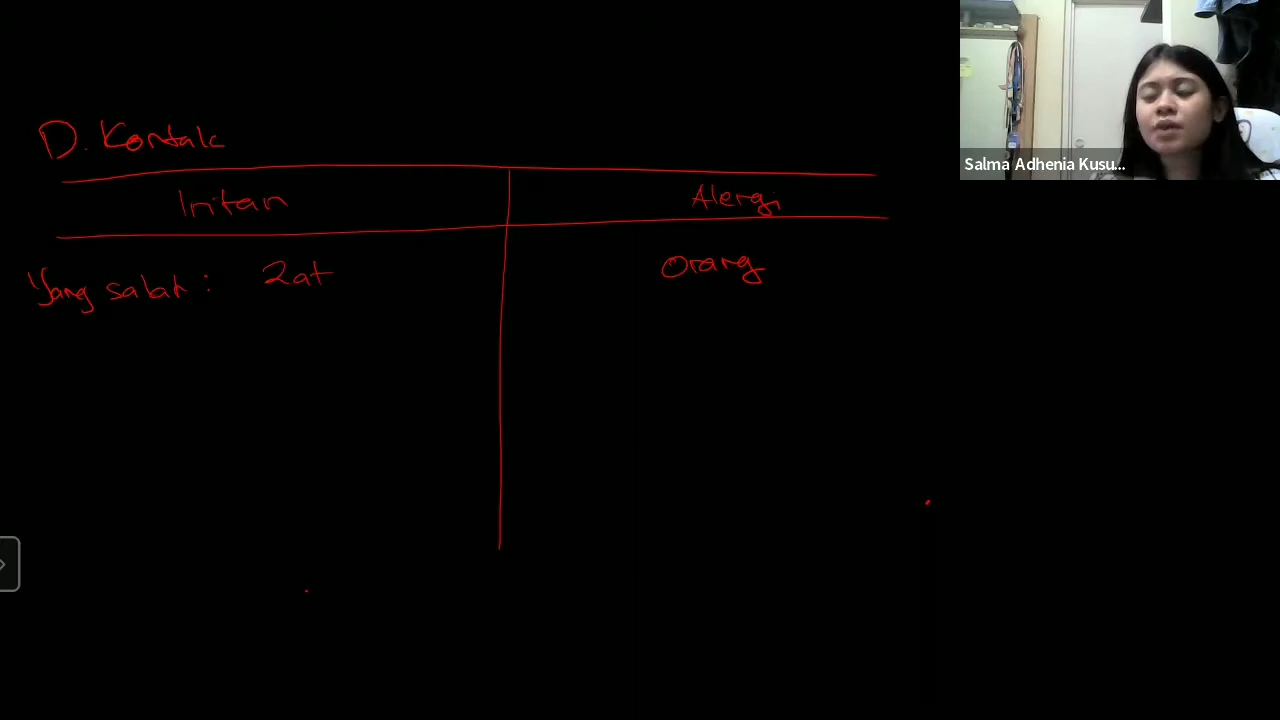 D. Kontak
Iritan Alergi
Yang salah : Zat Orang
Salma Adhenia Kusu...